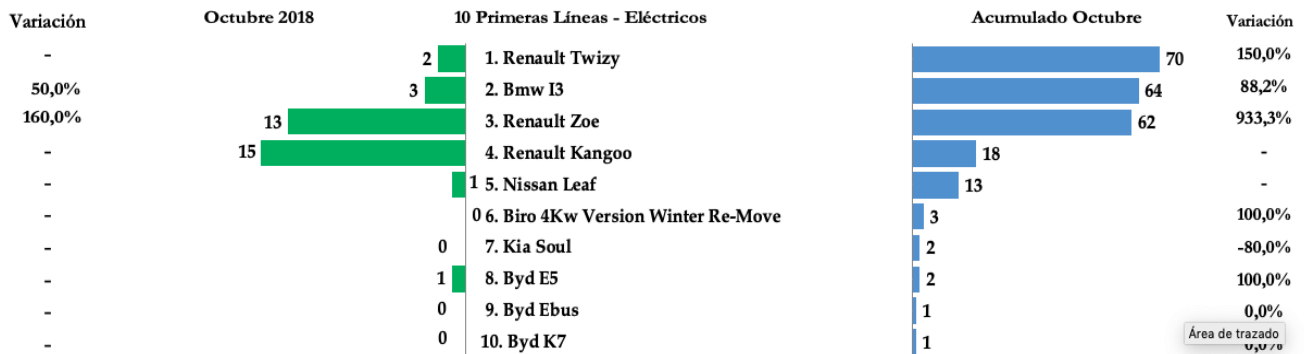 Variación Octubre 2018 10 Primeras Líneas - Eléctricos Acumulado Octubre Variación
- 2 1. Renault Twizy 70 150,0%
50,0% 3 2. Bmw I3 64 88,2%
160,0% 13 3. Renault Zoe 62 933,3%
- 15 4. Renault Kangoo 18 -
- 1 5. Nissan Leaf 13 -
- 0 6. Biro 4Kw Version Winter Re-Move 3 100,0%
- 0 7. Kia Soul 2 -80,0%
- 1 8. Byd E5 2 100,0%
- 0 9. Byd Ebus 1 0,0%
Área de trazado
- 0 10. Byd K7 1 0,0%